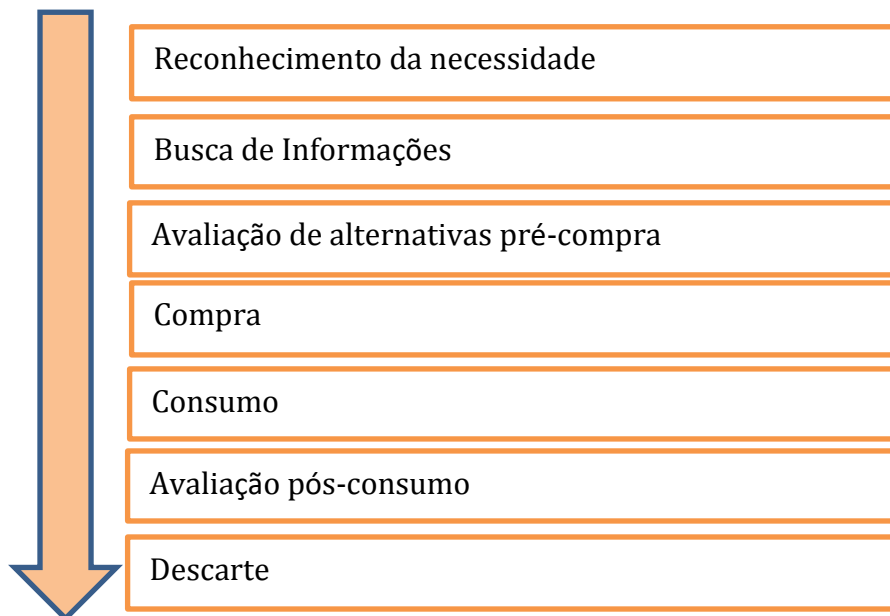 Reconhecimento da necessidade
Busca de Informações
Avaliação de alternativas pré-compra
Compra
Consumo
Avaliação pós-consumo
Descarte